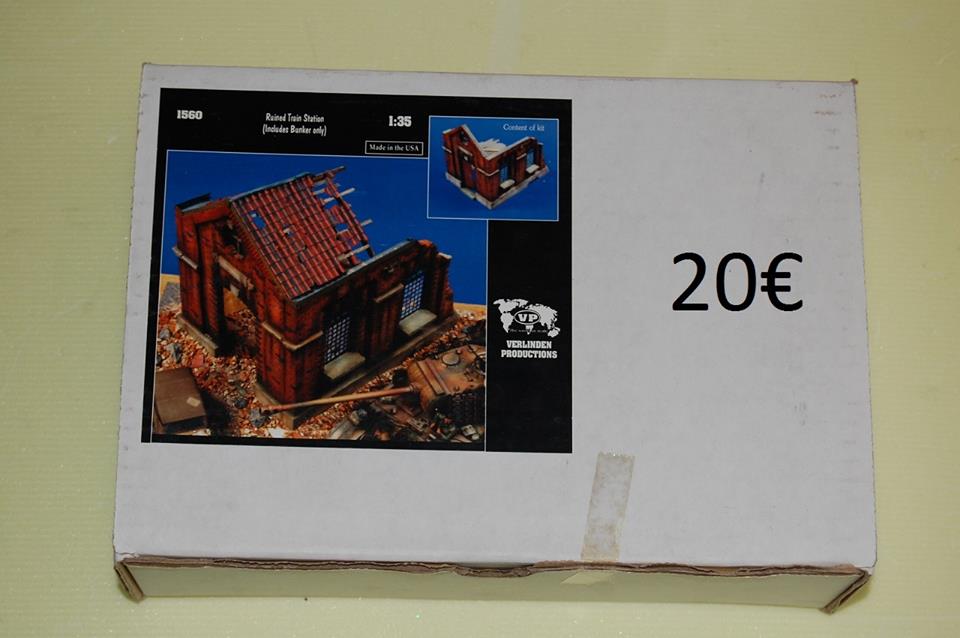 1560
Ruined Train Station
(Includes Bunker only)
1:35
Made in the USA
Content of kit
VP
VERLINDEN
PRODUCTIONS
20€